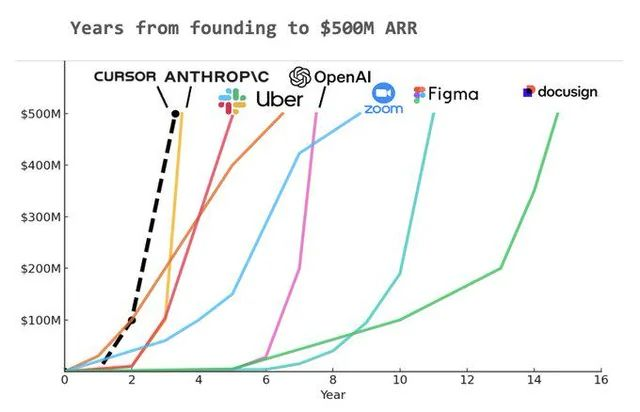 Years from founding to $500M ARR
CURSOR ANTHROP\C OpenAI
Uber zoom Figma docusign
$500M
$400M
$300M
$200M
$100M
0 2 4 6 8 10 12 14 16
Year